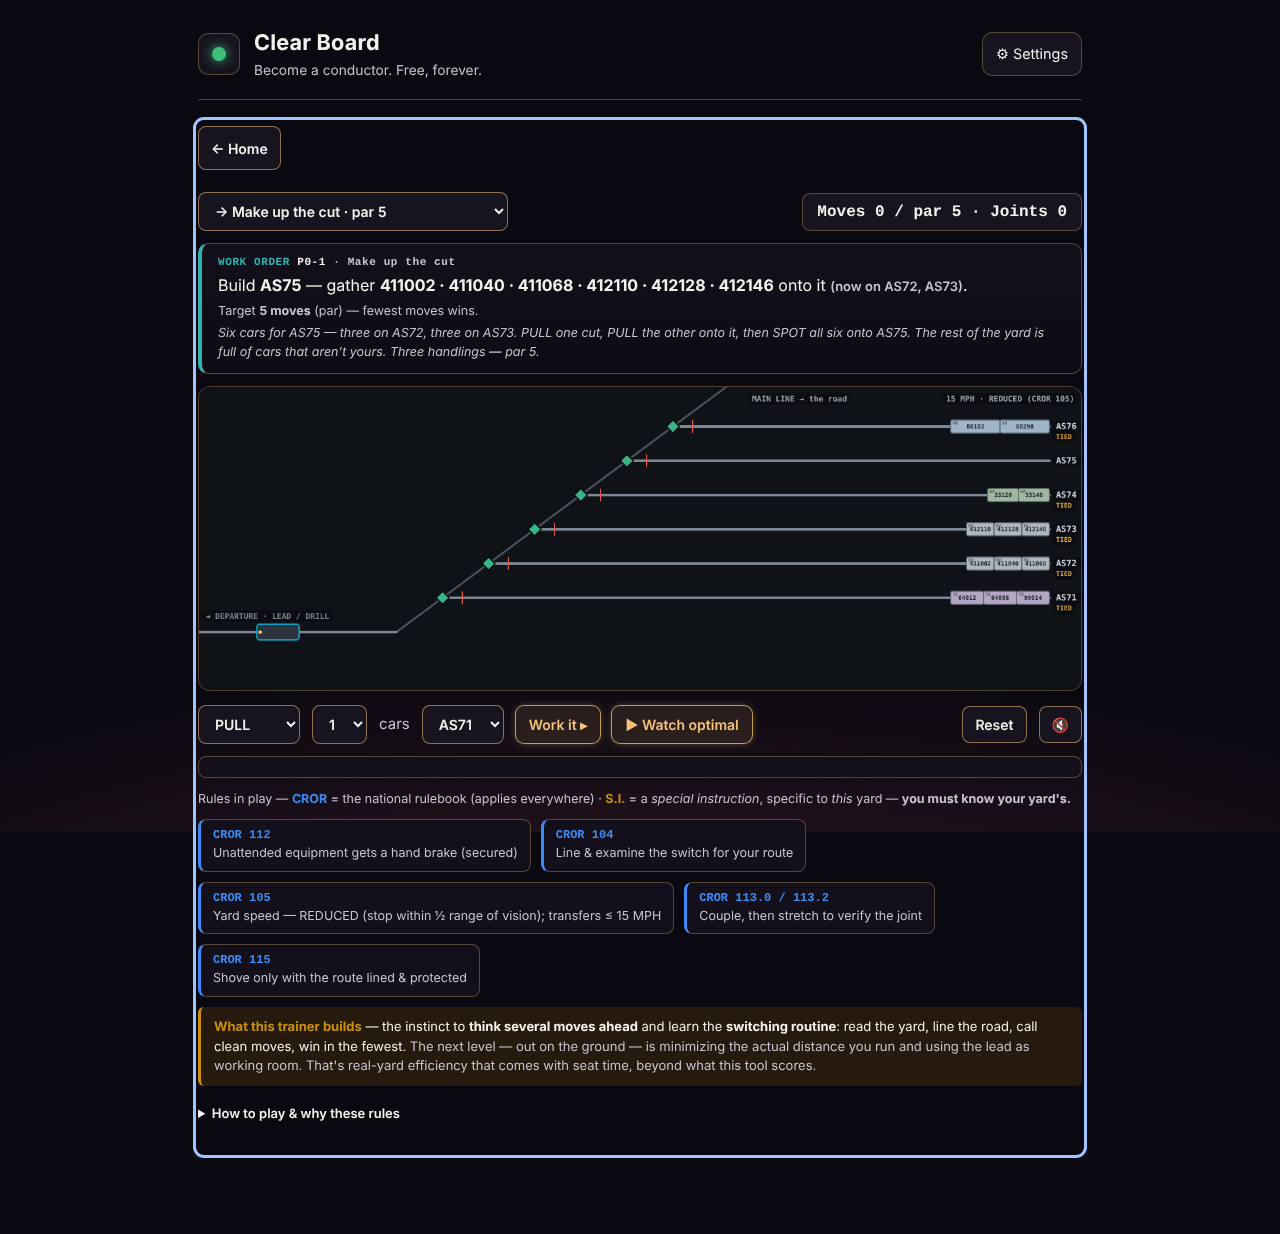 Clear Board
Become a conductor. Free, forever.
⚙ Settings
← Home
→ Make up the cut · par 5
Moves 0 / par 5 · Joints 0
WORK ORDER P0-1 · Make up the cut
Build AS75 — gather 411002 · 411040 · 411068 · 412110 · 412128 · 412146 onto it (now on AS72, AS73).
Target 5 moves (par) — fewest moves wins.
Six cars for AS75 — three on AS72, three on AS73. PULL one cut, PULL the other onto it, then SPOT all six onto AS75. The rest of the yard is
full of cars that aren’t yours. Three handlings — par 5.
MAIN LINE → the road
15 MPH · REDUCED (CROR 105)
88102 88290 AS76
TIED
AS75
33120 33148 AS74
TIED
412110 412128 412146 AS73
TIED
411002 411040 411068 AS72
TIED
64012 64088 99014 AS71
TIED
◄ DEPARTURE · LEAD / DRILL
PULL 1 cars AS71 Work it ▸ ▶ Watch optimal Reset
Rules in play — CROR = the national rulebook (applies everywhere) · S.I. = a special instruction, specific to this yard — you must know your yard's.
CROR 112
Unattended equipment gets a hand brake (secured)
CROR 104
Line & examine the switch for your route
CROR 105
Yard speed — REDUCED (stop within ½ range of vision); transfers ≤ 15 MPH
CROR 113.0 / 113.2
Couple, then stretch to verify the joint
CROR 115
Shove only with the route lined & protected
What this trainer builds — the instinct to think several moves ahead and learn the switching routine: read the yard, line the road, call
clean moves, win in the fewest. The next level — out on the ground — is minimizing the actual distance you run and using the lead as
working room. That's real-yard efficiency that comes with seat time, beyond what this tool scores.
▶ How to play & why these rules